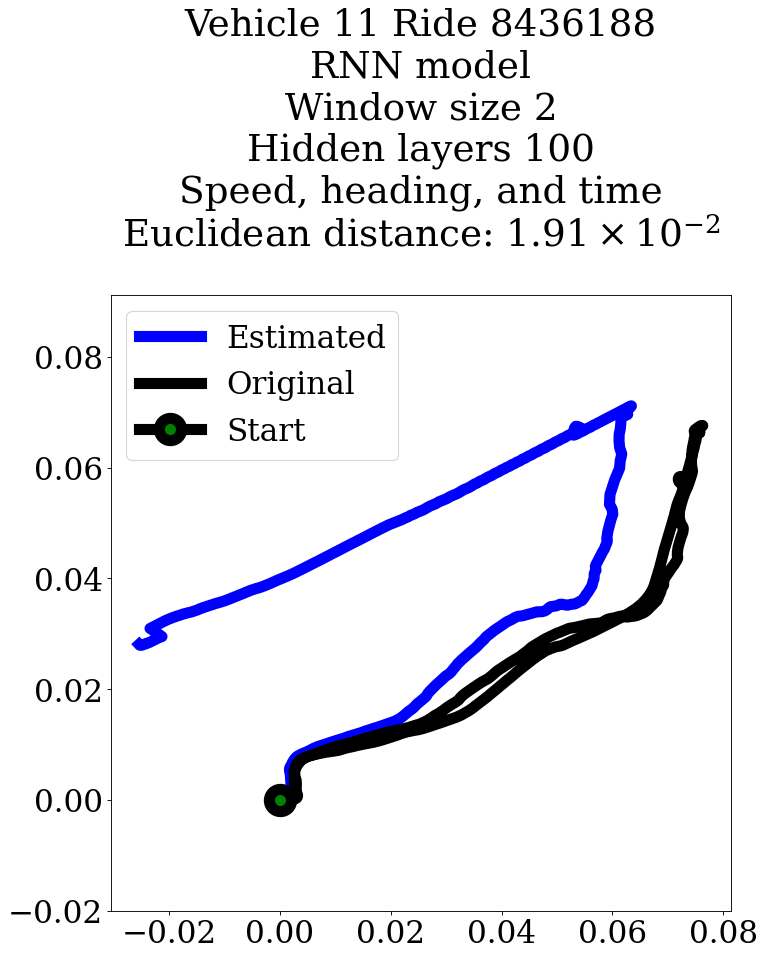 Vehicle 11 Ride 8436188
RNN model
Window size 2
Hidden layers 100
Speed, heading, and time
Euclidean distance: 1.91 × 10⁻²
Estimated
Original
Start
0.08
0.06
0.04
0.02
0.00
−0.02
−0.02 0.00 0.02 0.04 0.06 0.08